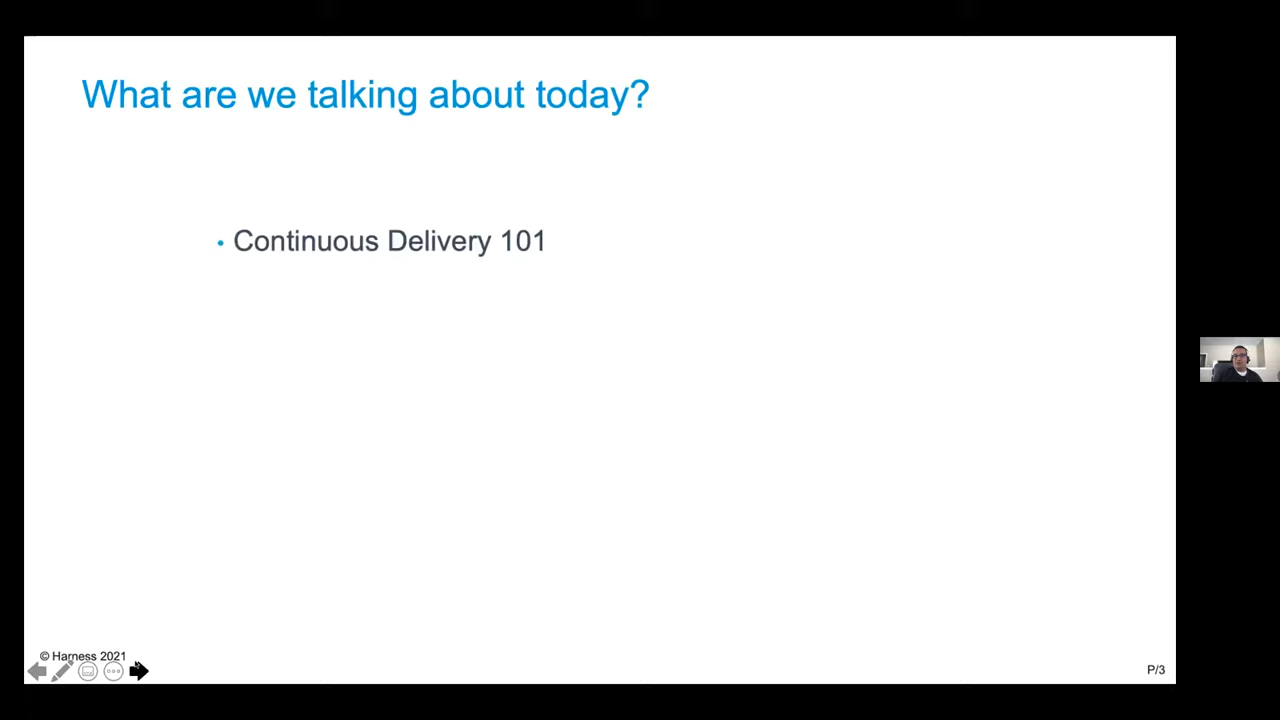 What are we talking about today?
• Continuous Delivery 101
© Harness 2021
P/3